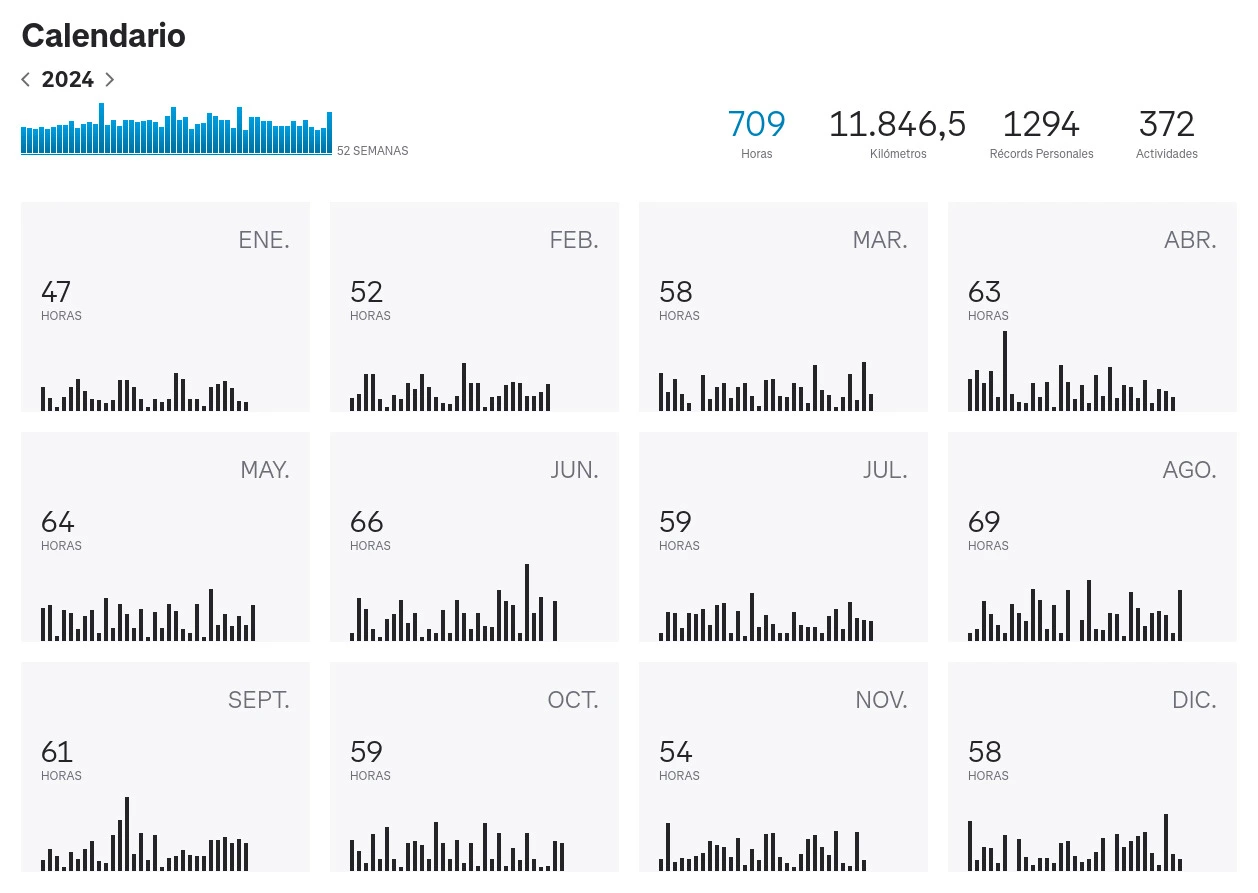 Calendario
2024
52 SEMANAS
709 11.846,5 1294 372
Horas Kilómetros Récords Personales Actividades
ENE. FEB. MAR. ABR.
47 52 58 63
HORAS HORAS HORAS HORAS
MAY. JUN. JUL. AGO.
64 66 59 69
HORAS HORAS HORAS HORAS
SEPT. OCT. NOV. DIC.
61 59 54 58
HORAS HORAS HORAS HORAS